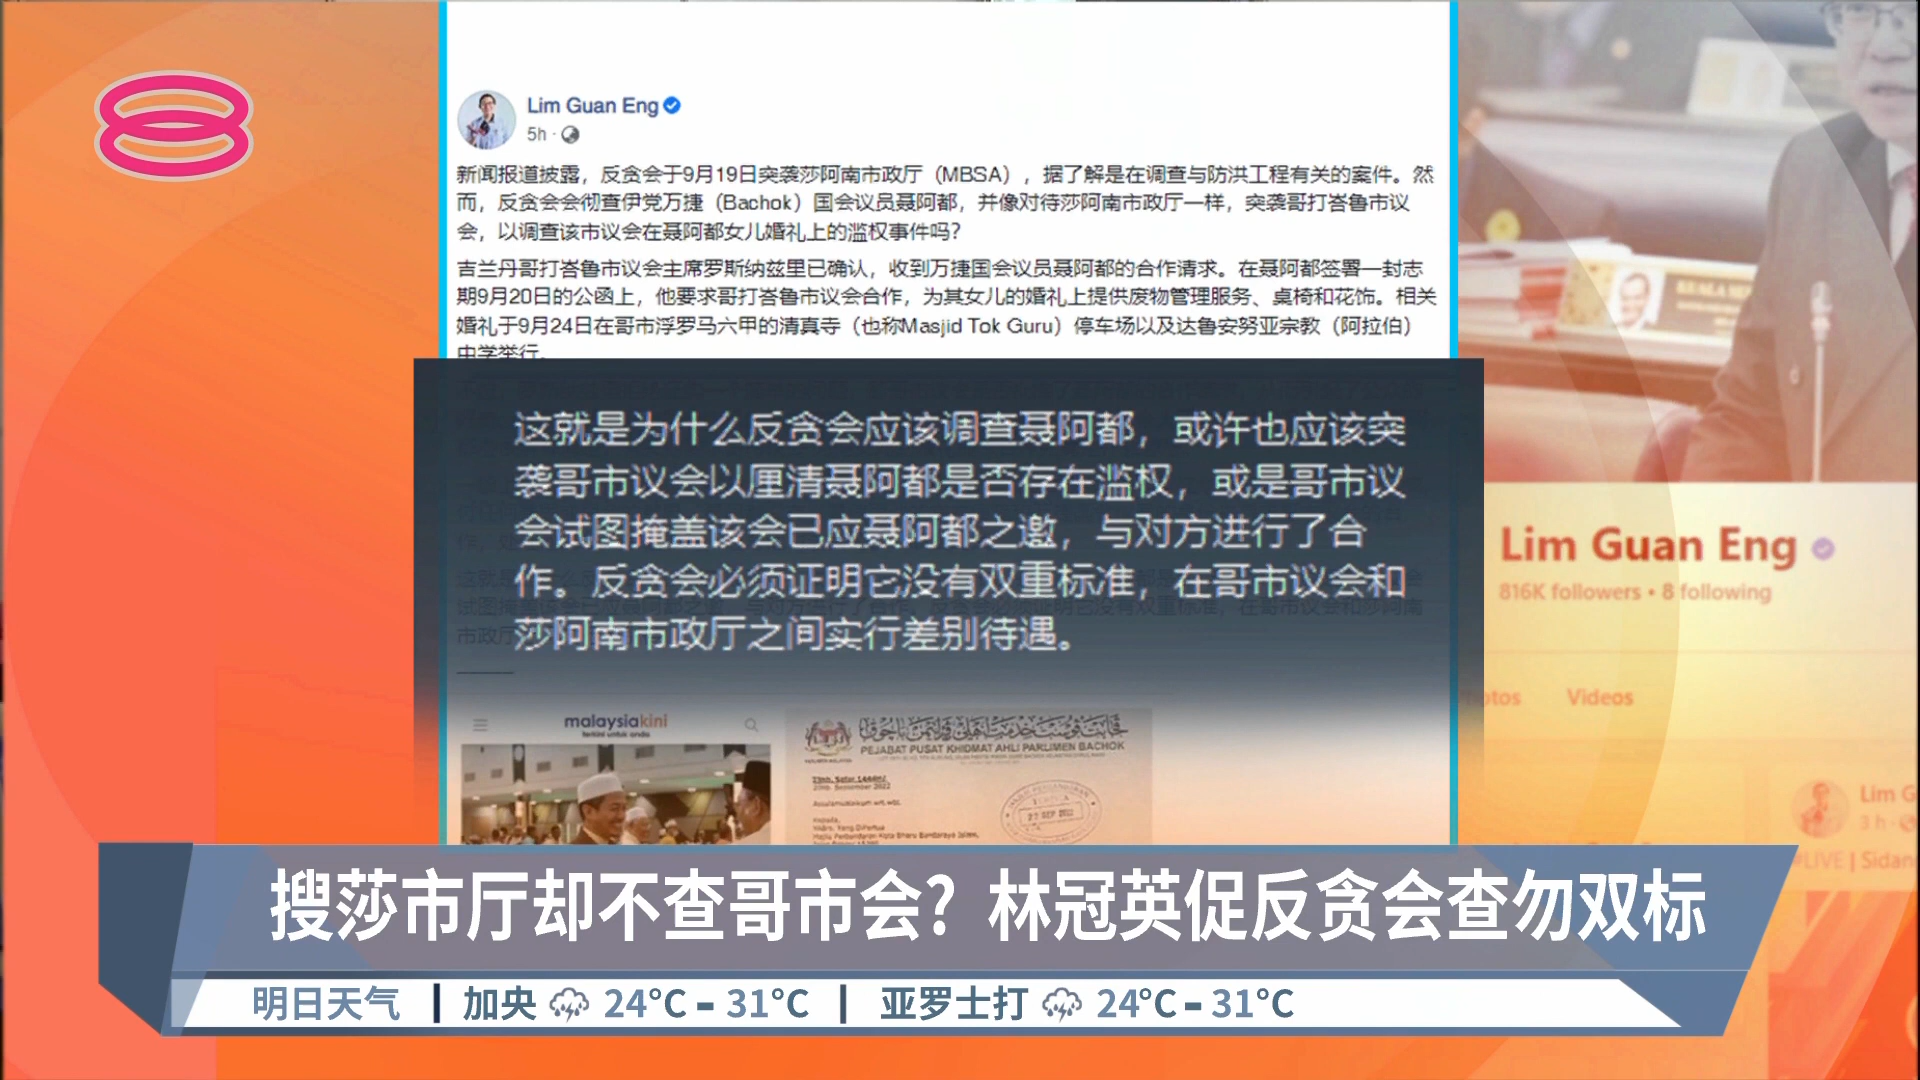 Lim Guan Eng
5h ·
新闻报道披露，反贪会于9月19日突袭莎阿南市政厅（MBSA），据了解是在调查与防洪工程有关的案件。然
而，反贪会会彻查伊党万捷（Bachok）国会议员聂阿都，并像对待莎阿南市政厅一样，突袭哥打峇鲁市议
会，以调查该市议会在聂阿都女儿婚礼上的滥权事件吗？
吉兰丹哥打峇鲁市议会主席罗斯纳兹里已确认，收到万捷国会议员聂阿都的合作请求。在聂阿都签署一封志
期9月20日的公函上，他要求哥打峇鲁市议会合作，为其女儿的婚礼上提供废物管理服务、桌椅和花饰。相关
婚礼于9月24日在哥市浮罗马六甲的清真寺（也称Masjid Tok Guru）停车场以及达鲁安努亚宗教（阿拉伯）
中学举行。
这就是为什么反贪会应该调查聂阿都，或许也应该突
袭哥市议会以厘清聂阿都是否存在滥权，或是哥市议
会试图掩盖该会已应聂阿都之邀，与对方进行了合
作。反贪会必须证明它没有双重标准，在哥市议会和
莎阿南市政厅之间实行差别待遇。
malaysiakini
terkini untuk anda
PEJABAT PUSAT KHIDMAT AHLI PARLIMEN BACHOK
27 SEP 2022
Lim Guan Eng
816K followers • 8 following
Videos
Lim G
3 h
#LIVE | Sidan
搜莎市厅却不查哥市会？林冠英促反贪会查勿双标
明日天气 | 加央 24°C - 31°C | 亚罗士打 24°C - 31°C